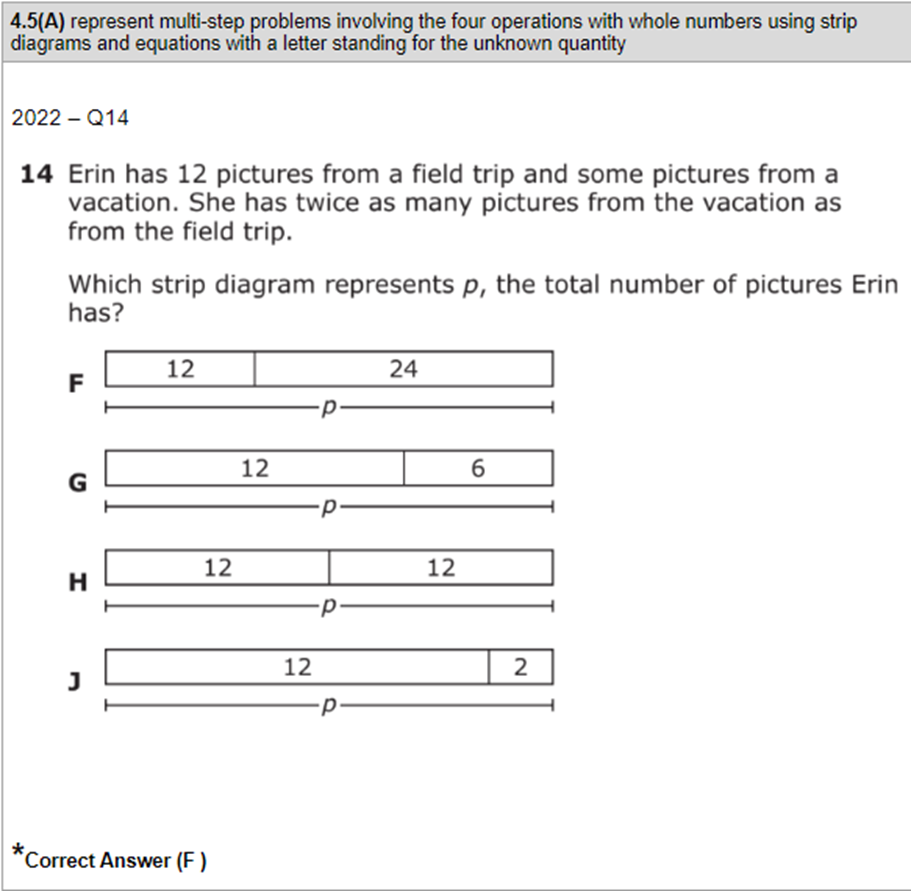 4.5(A) represent multi-step problems involving the four operations with whole numbers using strip
diagrams and equations with a letter standing for the unknown quantity
2022 – Q14
14 Erin has 12 pictures from a field trip and some pictures from a
vacation. She has twice as many pictures from the vacation as
from the field trip.
Which strip diagram represents p, the total number of pictures Erin
has?
F 12 24
p
G 12 6
p
H 12 12
p
J 12 2
p
*Correct Answer (F )